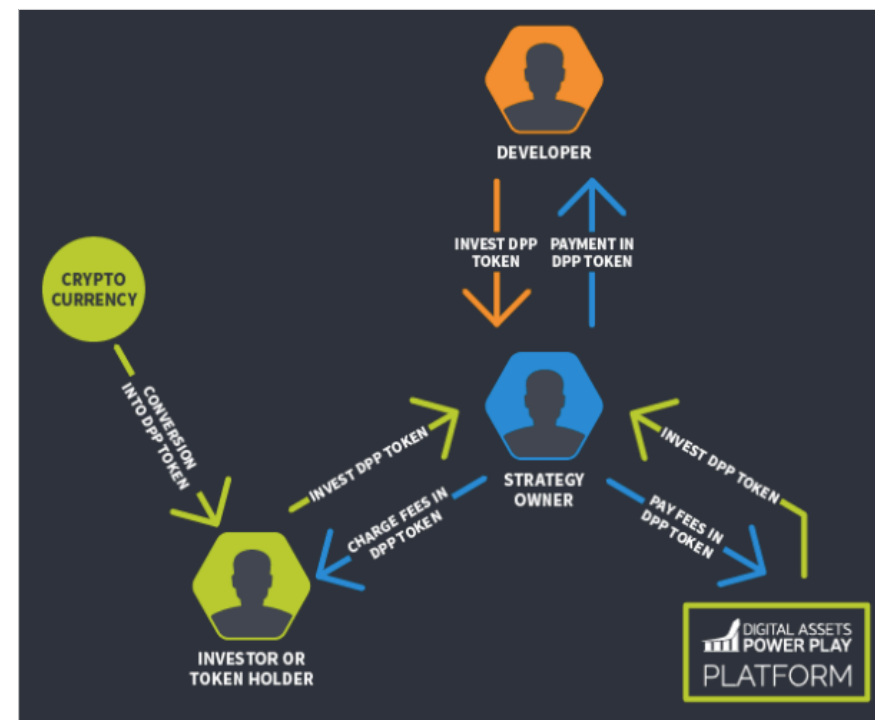 DEVELOPER
INVEST DPP
TOKEN
PAYMENT IN
DPP TOKEN
CRYPTO
CURRENCY
CONVERSION
INTO DPP TOKEN
INVEST DPP TOKEN
STRATEGY
OWNER
INVEST DPP TOKEN
CHARGE FEES IN
DPP TOKEN
PAY FEES IN
DPP TOKEN
INVESTOR OR
TOKEN HOLDER
DIGITAL ASSETS
POWER PLAY
PLATFORM